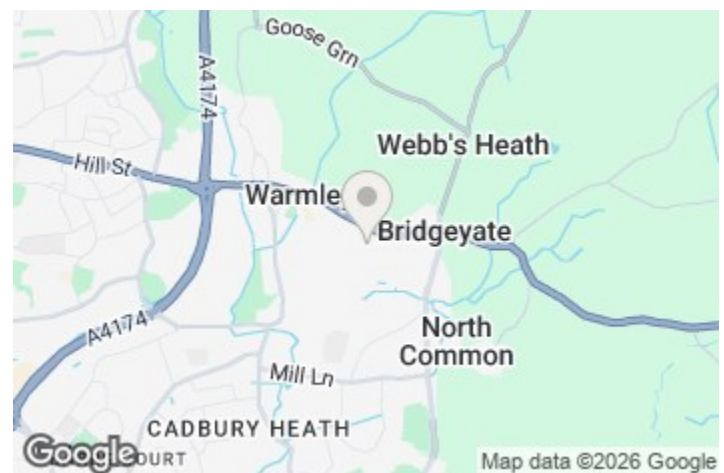 Goose Grn
A4174
Webb's Heath
Hill St
Warmle
Bridgeyate
A4174
North
Common
Mill Ln
CADBURY HEATH
Google
COURT
Map data ©2026 Google